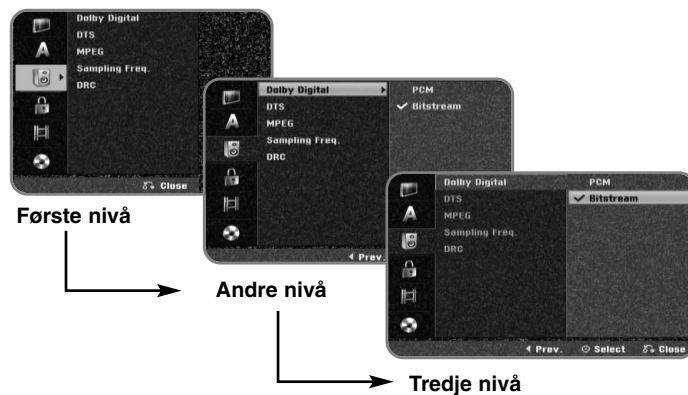 Dolby Digital
DTS
MPEG
Sampling Freq.
DRC
A
Close
Første nivå
Dolby Digital
DTS
MPEG
Sampling Freq.
DRC
PCM
✓ Bitstream
A
Prev.
Andre nivå
Dolby Digital
DTS
MPEG
Sampling Freq.
DRC
PCM
✓ Bitstream
A
Prev.
Select
Close
Tredje nivå